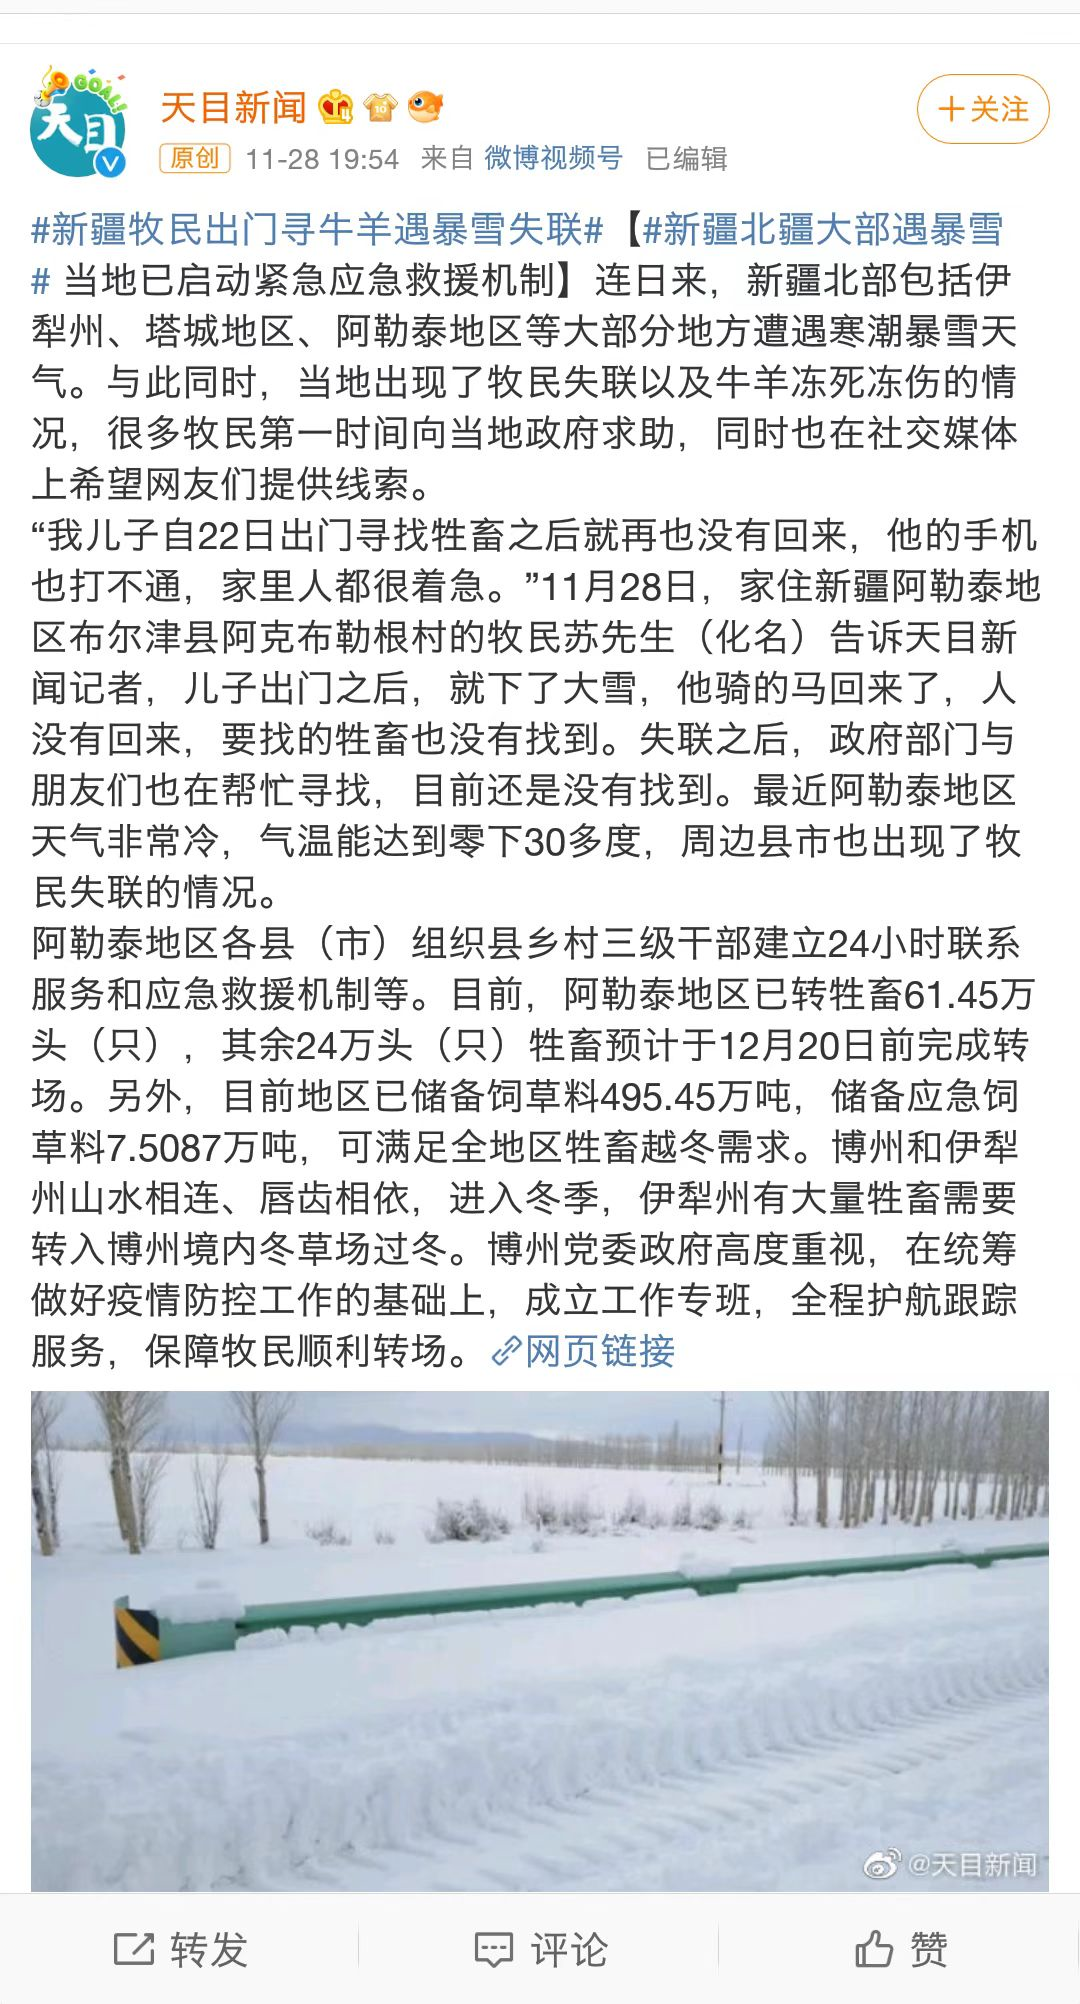 GOAL!
天目
天目新闻
10
+关注
原创 11-28 19:54 来自 微博视频号 已编辑
#新疆牧民出门寻牛羊遇暴雪失联#【#新疆北疆大部遇暴雪
# 当地已启动紧急应急救援机制】连日来，新疆北部包括伊
犁州、塔城地区、阿勒泰地区等大部分地方遭遇寒潮暴雪天
气。与此同时，当地出现了牧民失联以及牛羊冻死冻伤的情
况，很多牧民第一时间向当地政府求助，同时也在社交媒体
上希望网友们提供线索。
“我儿子自22日出门寻找牲畜之后就再也没有回来，他的手机
也打不通，家里人都很着急。”11月28日，家住新疆阿勒泰地
区布尔津县阿克布勒根村的牧民苏先生（化名）告诉天目新
闻记者，儿子出门之后，就下了大雪，他骑的马回来了，人
没有回来，要找的牲畜也没有找到。失联之后，政府部门与
朋友们也在帮忙寻找，目前还是没有找到。最近阿勒泰地区
天气非常冷，气温能达到零下30多度，周边县市也出现了牧
民失联的情况。
阿勒泰地区各县（市）组织县乡村三级干部建立24小时联系
服务和应急救援机制等。目前，阿勒泰地区已转牲畜61.45万
头（只），其余24万头（只）牲畜预计于12月20日前完成转
场。另外，目前地区已储备饲草料495.45万吨，储备应急饲
草料7.5087万吨，可满足全地区牲畜越冬需求。博州和伊犁
州山水相连、唇齿相依，进入冬季，伊犁州有大量牲畜需要
转入博州境内冬草场过冬。博州党委政府高度重视，在统筹
做好疫情防控工作的基础上，成立工作专班，全程护航跟踪
服务，保障牧民顺利转场。网页链接
@天目新闻
转发 评论 赞